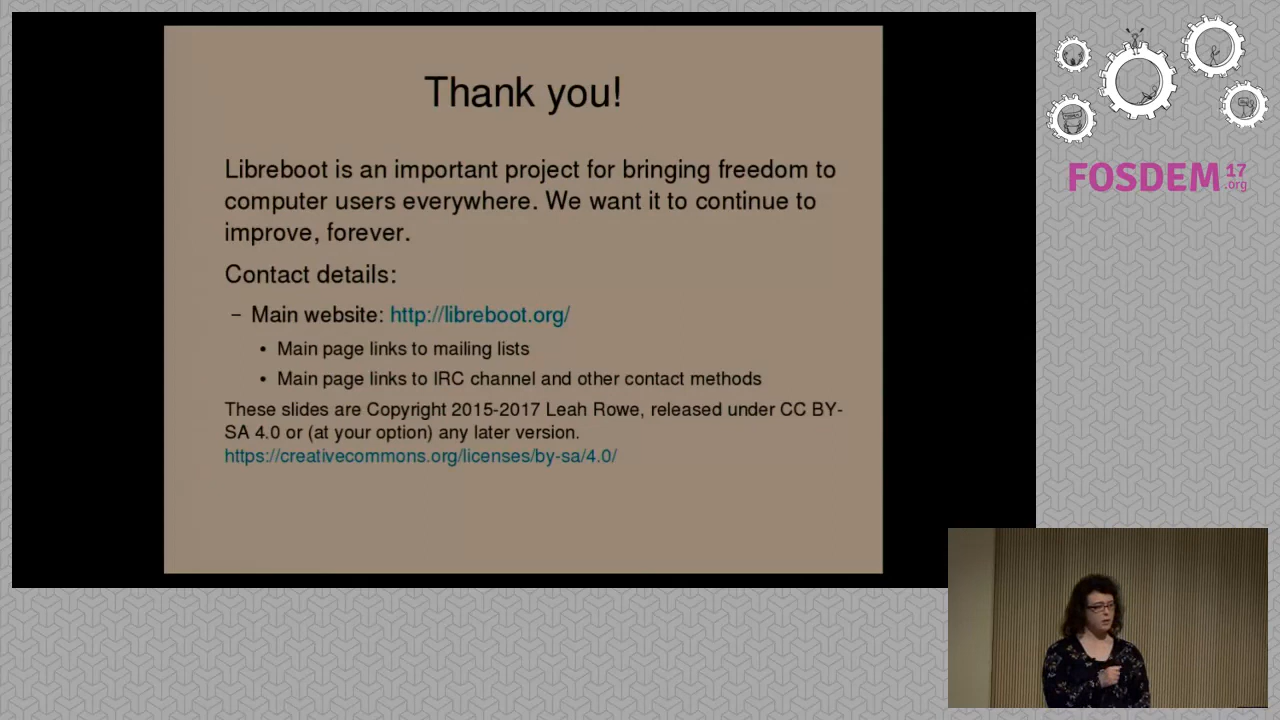 Thank you!
Libreboot is an important project for bringing freedom to
computer users everywhere. We want it to continue to
improve, forever.
Contact details:
– Main website: http://libreboot.org/
• Main page links to mailing lists
• Main page links to IRC channel and other contact methods
These slides are Copyright 2015-2017 Leah Rowe, released under CC BY-
SA 4.0 or (at your option) any later version.
https://creativecommons.org/licenses/by-sa/4.0/
FOSDEM 17
.org